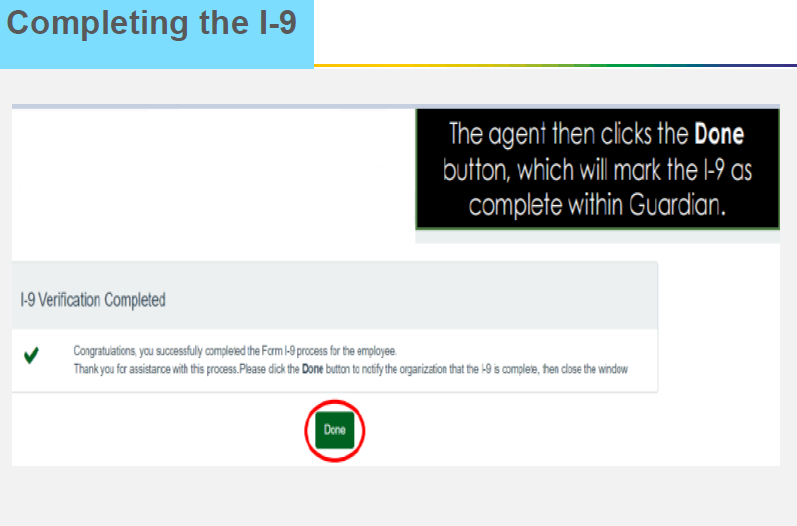 Completing the I-9
The agent then clicks the Done
button, which will mark the I-9 as
complete within Guardian.
I-9 Verification Completed
Congratulations, you successfully completed the Form I-9 process for the employee.
Thank you for assistance with this process.Please click the Done button to notify the organization that the I-9 is complete, then close the window
Done